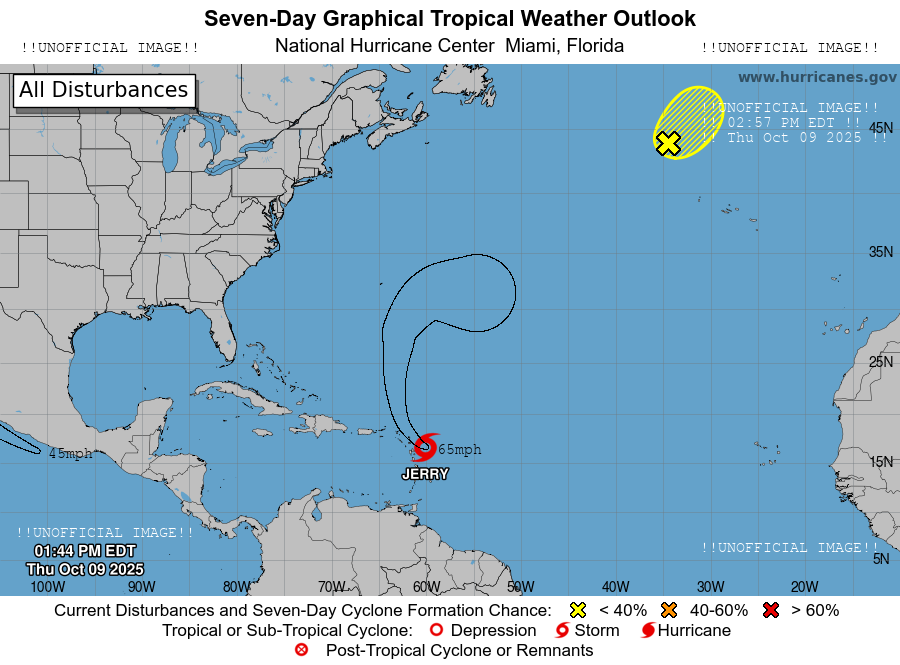 Seven-Day Graphical Tropical Weather Outlook
!!UNOFFICIAL IMAGE!! National Hurricane Center Miami, Florida !!UNOFFICIAL IMAGE!!
All Disturbances
www.hurricanes.gov
!!UNOFFICIAL IMAGE!!
!! 02:57 PM EDT !!
!! Thu Oct 09 2025 !!
45N
35N
25N
45mph
65mph
15N
JERRY
!!UNOFFICIAL IMAGE!!
!!UNOFFICIAL IMAGE!!
01:44 PM EDT
Thu Oct 09 2025
5N
100W 90W 80W 70W 60W 50W 40W 30W 20W
Current Disturbances and Seven-Day Cyclone Formation Chance: < 40% 40-60% > 60%
Tropical or Sub-Tropical Cyclone: Depression Storm Hurricane
Post-Tropical Cyclone or Remnants